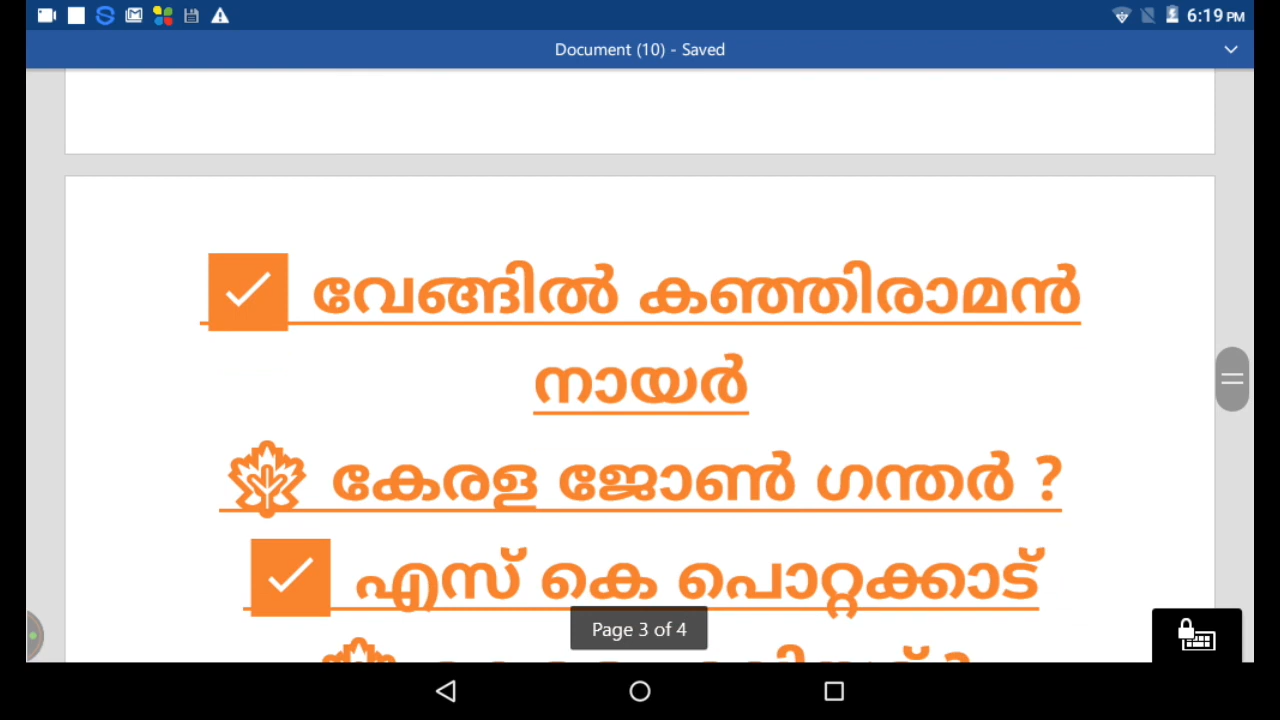 6:19 PM
Document (10) - Saved
വേങ്ങിൽ കഞ്ഞിരാമൻ
നായർ
കേരള ജോൺ ഗന്തർ ?
എസ് കെ പൊറ്റക്കാട്
Page 3 of 4